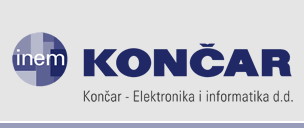 inem
KONČAR
Končar - Elektronika i informatika d.d.